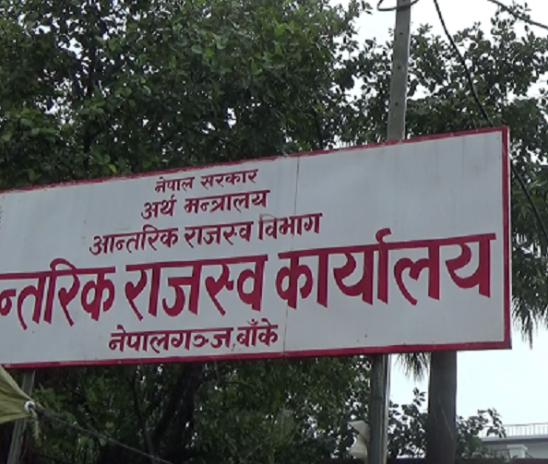 नेपाल सरकार
अर्थ मन्त्रालय
आन्तरिक राजस्व विभाग
न्तरिक राजस्व कार्यालय
नेपालगञ्ज, बाँके